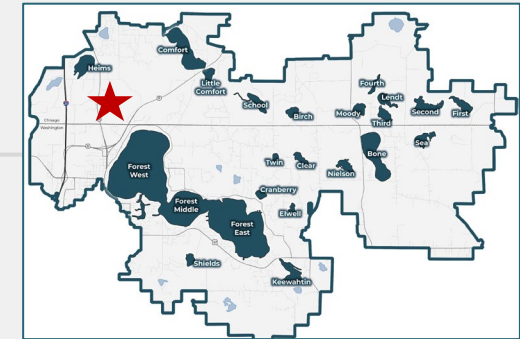 Comfort
Heims
Little
Comfort
School
Birch
Fourth
Lendt
Moody
Third
Second
First
Sea
Bone
Chisago
Washington
Forest
West
Twin
Clear
Nielson
Cranberry
Forest
Middle
Elwell
Forest
East
Shields
Keewahtin